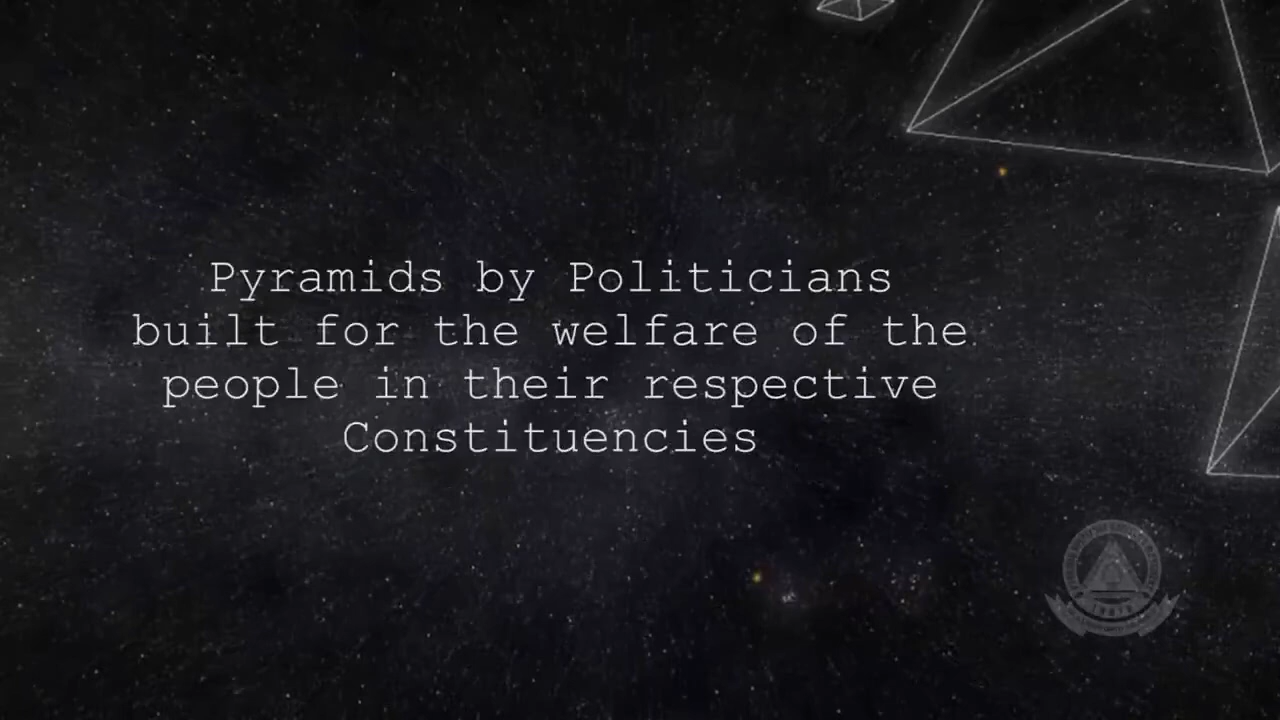 Pyramids by Politicians
built for the welfare of the
people in their respective
Constituencies